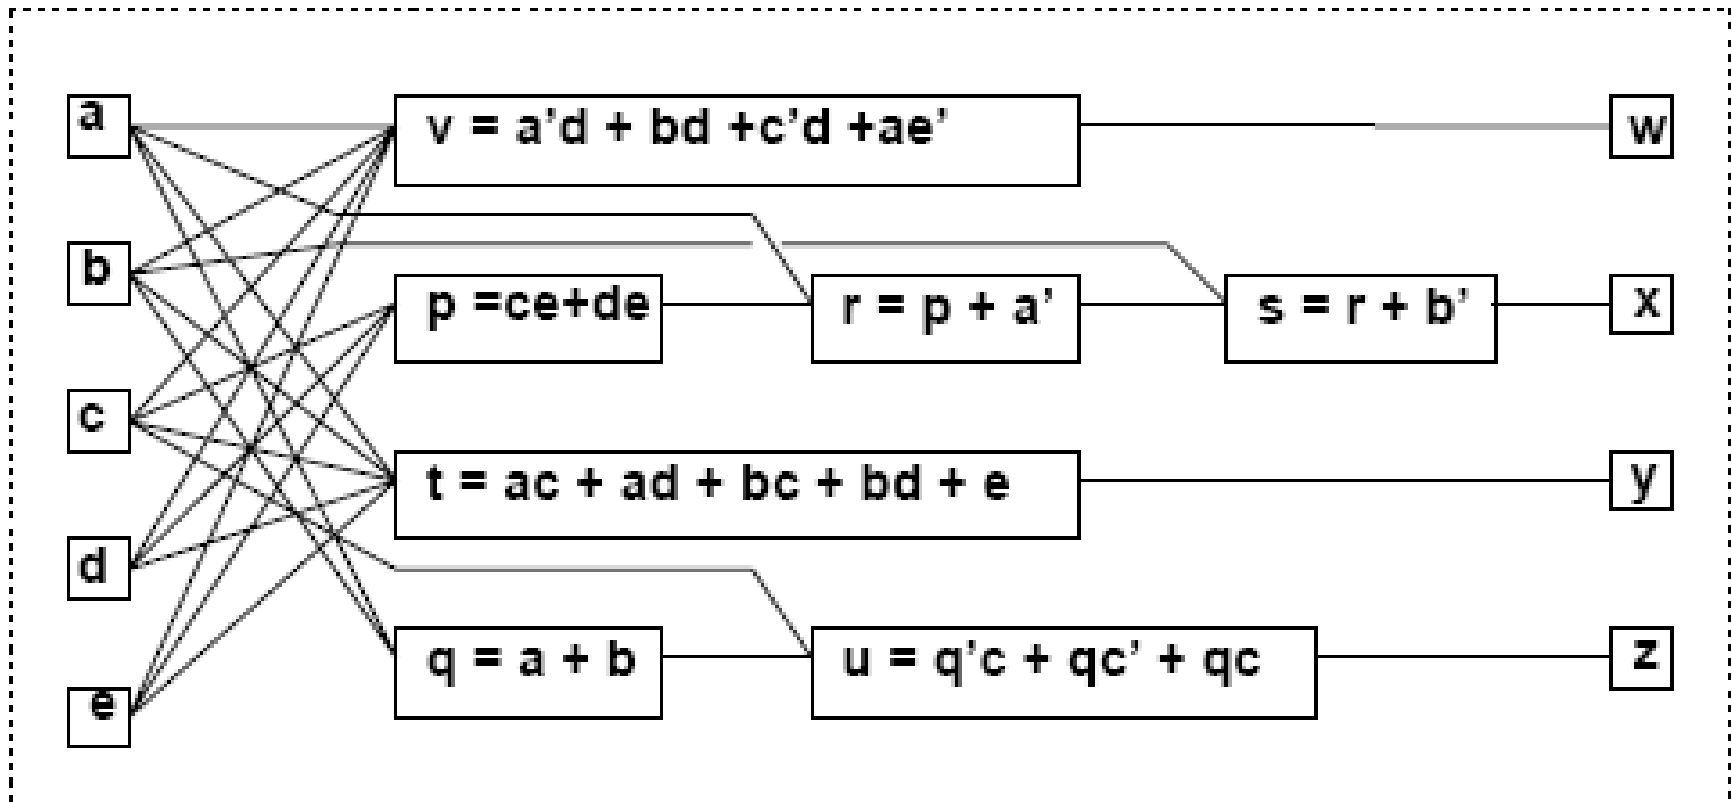 a
v = a’d + bd +c’d +ae’
w
b
p =ce+de
r = p + a’
s = r + b’
x
c
t = ac + ad + bc + bd + e
y
d
q = a + b
u = q’c + qc’ + qc
z
e